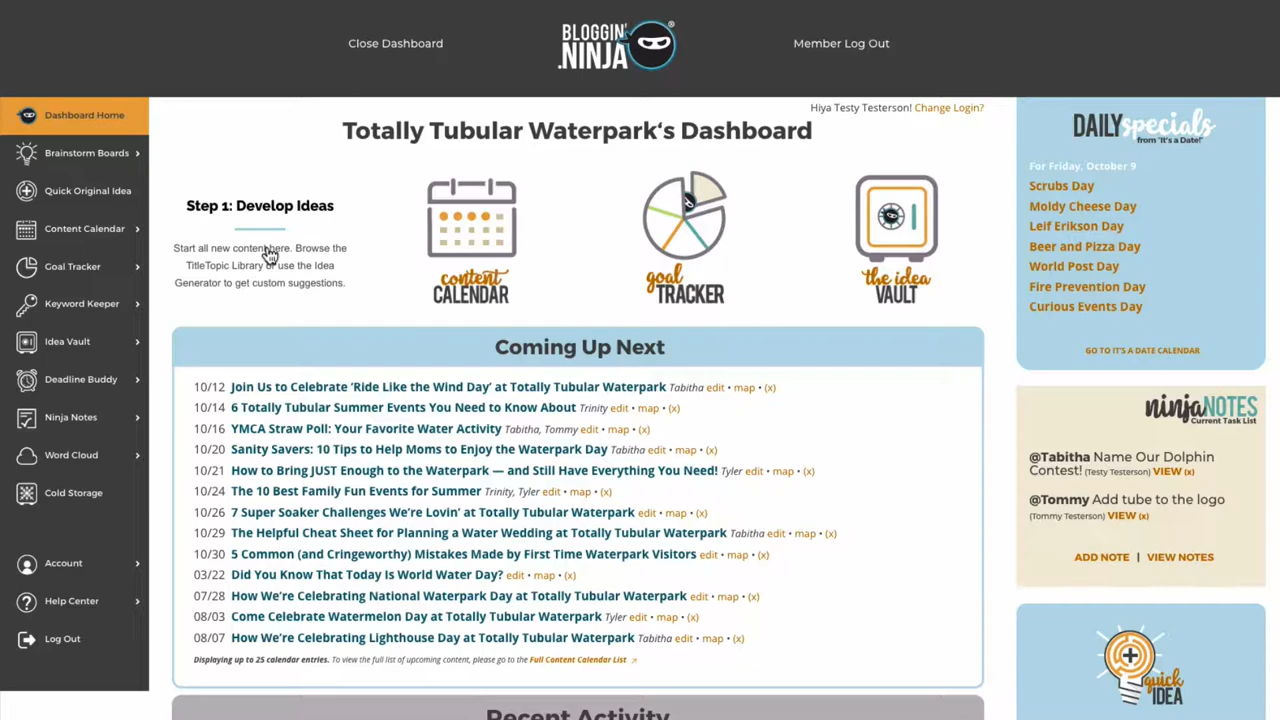 Close Dashboard
BLOGGIN'
.NINJA®
Member Log Out
Dashboard Home
Brainstorm Boards
Quick Original Idea
Content Calendar
Goal Tracker
Keyword Keeper
Idea Vault
Deadline Buddy
Ninja Notes
Word Cloud
Cold Storage
Account
Help Center
Log Out
Hiya Testy Testerson! Change Login?
Totally Tubular Waterpark's Dashboard
Step 1: Develop Ideas
Start all new content here. Browse the
TitleTopic Library or use the Idea
Generator to get custom suggestions.
content
CALENDAR
goal
TRACKER
the idea
VAULT
Coming Up Next
10/12 Join Us to Celebrate 'Ride Like the Wind Day' at Totally Tubular Waterpark Tabitha edit • map • (x)
10/14 6 Totally Tubular Summer Events You Need to Know About Trinity edit • map • (x)
10/16 YMCA Straw Poll: Your Favorite Water Activity Tabitha, Tommy edit • map • (x)
10/20 Sanity Savers: 10 Tips to Help Moms to Enjoy the Waterpark Day Tabitha edit • map • (x)
10/21 How to Bring JUST Enough to the Waterpark — and Still Have Everything You Need! Tyler edit • map • (x)
10/24 The 10 Best Family Fun Events for Summer Trinity, Tyler edit • map • (x)
10/26 7 Super Soaker Challenges We're Lovin' at Totally Tubular Waterpark edit • map • (x)
10/29 The Helpful Cheat Sheet for Planning a Water Wedding at Totally Tubular Waterpark Tabitha edit • map • (x)
10/30 5 Common (and Cringeworthy) Mistakes Made by First Time Waterpark Visitors edit • map • (x)
03/22 Did You Know That Today Is World Water Day? edit • map • (x)
07/28 How We're Celebrating National Waterpark Day at Totally Tubular Waterpark edit • map • (x)
08/03 Come Celebrate Watermelon Day at Totally Tubular Waterpark Tyler edit • map • (x)
08/07 How We're Celebrating Lighthouse Day at Totally Tubular Waterpark Tabitha edit • map • (x)
Displaying up to 25 calendar entries. To view the full list of upcoming content, please go to the Full Content Calendar List
Recent Activity
DAILY specials
from "It's a Date!"
For Friday, October 9
Scrubs Day
Moldy Cheese Day
Leif Erikson Day
Beer and Pizza Day
World Post Day
Fire Prevention Day
Curious Events Day
GO TO IT'S A DATE CALENDAR
ninjaNOTES
Current Task List
@Tabitha Name Our Dolphin
Contest! (Testy Testerson) VIEW (x)
@Tommy Add tube to the logo
(Tommy Testerson) VIEW (x)
ADD NOTE | VIEW NOTES
quick
IDEA